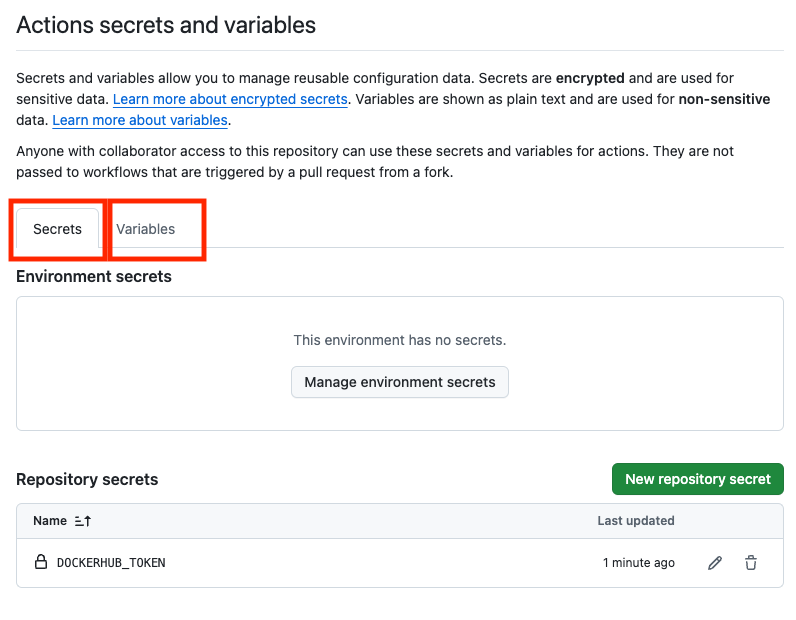 Actions secrets and variables
Secrets and variables allow you to manage reusable configuration data. Secrets are encrypted and are used for
sensitive data. Learn more about encrypted secrets. Variables are shown as plain text and are used for non-sensitive
data. Learn more about variables.
Anyone with collaborator access to this repository can use these secrets and variables for actions. They are not
passed to workflows that are triggered by a pull request from a fork.
Secrets Variables
Environment secrets
This environment has no secrets.
Manage environment secrets
Repository secrets New repository secret
Name Last updated
DOCKERHUB_TOKEN 1 minute ago